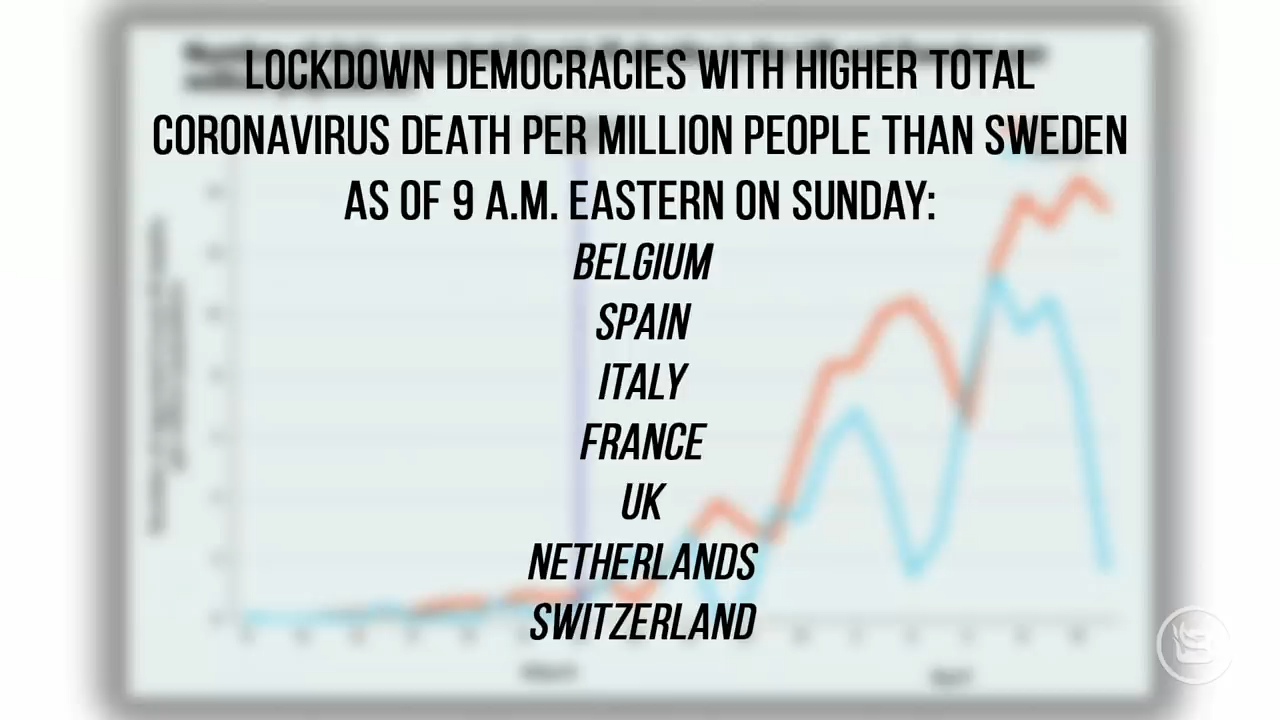 LOCKDOWN DEMOCRACIES WITH HIGHER TOTAL
CORONAVIRUS DEATH PER MILLION PEOPLE THAN SWEDEN
AS OF 9 A.M. EASTERN ON SUNDAY:
BELGIUM
SPAIN
ITALY
FRANCE
UK
NETHERLANDS
SWITZERLAND